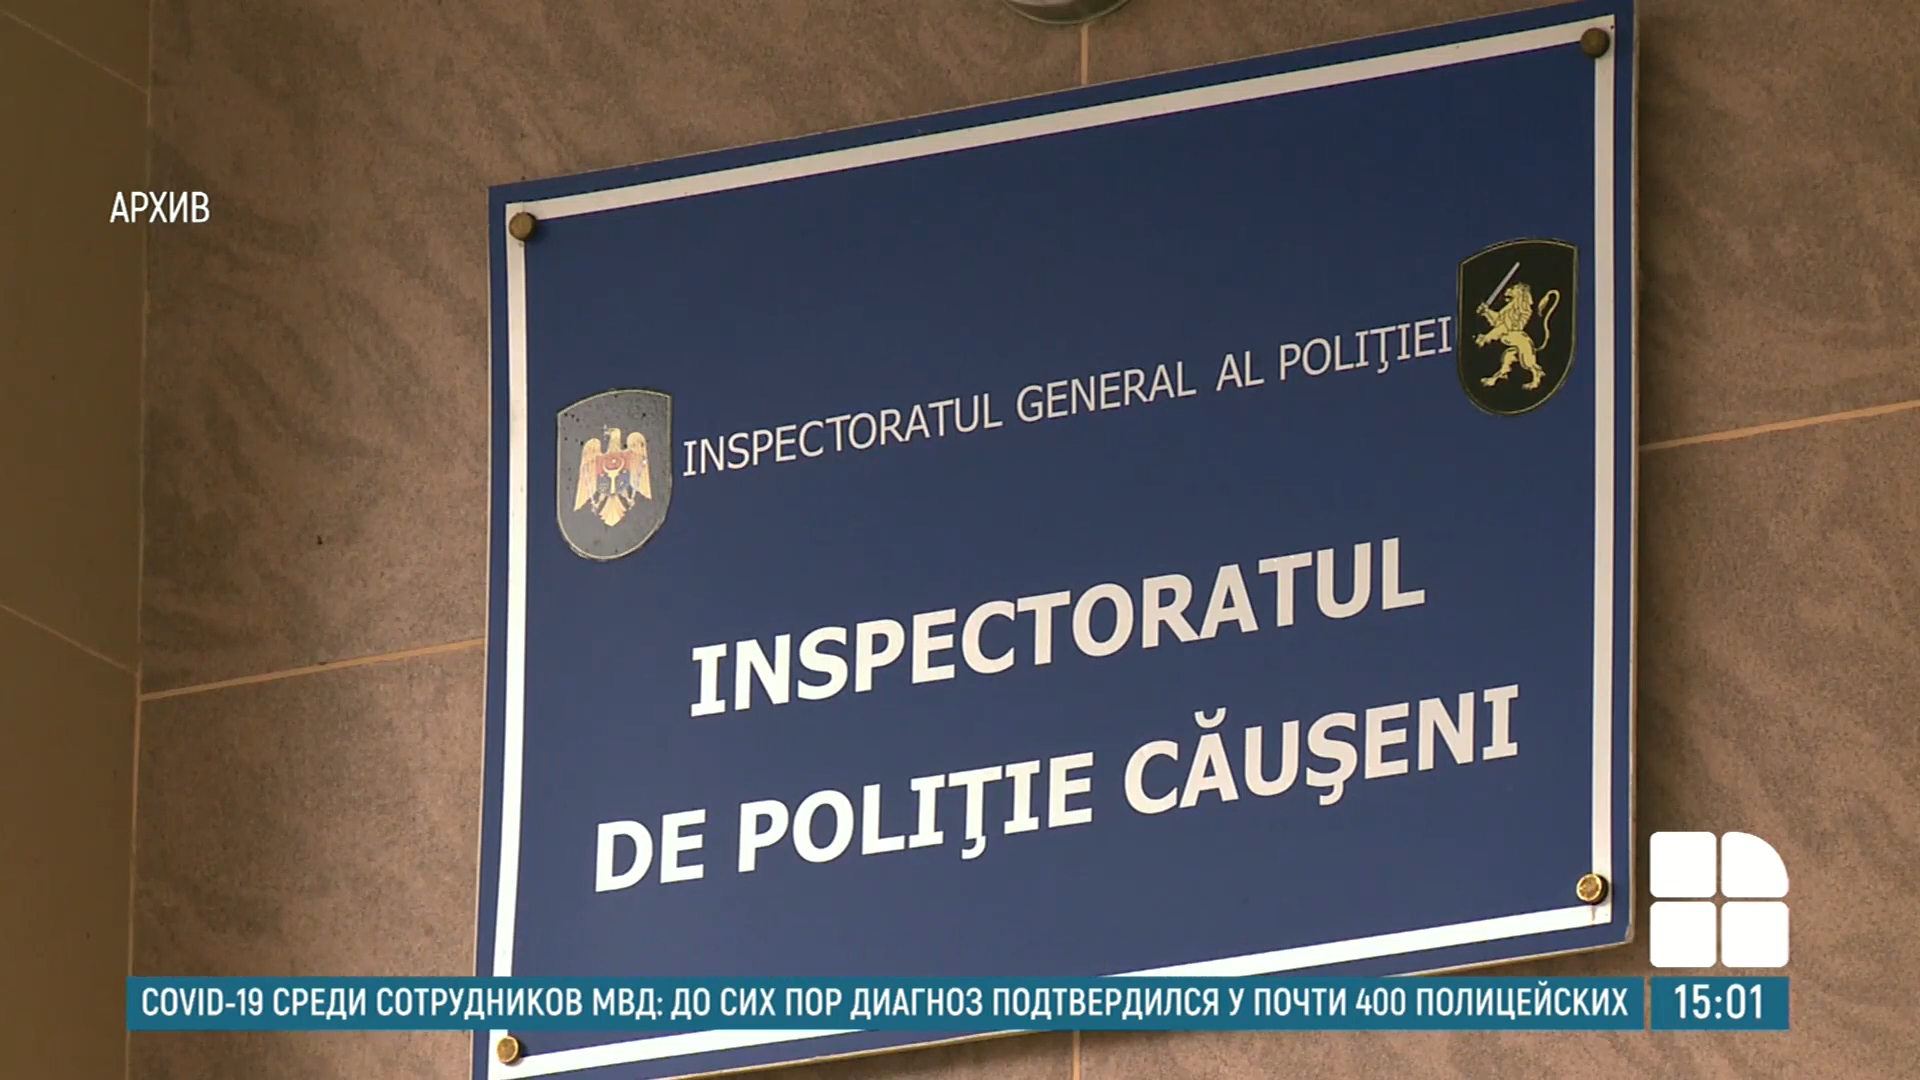 АРХИВ
INSPECTORATUL GENERAL AL POLIŢIEI
INSPECTORATUL
DE POLIŢIE CĂUŞENI
COVID-19 СРЕДИ СОТРУДНИКОВ МВД: ДО СИХ ПОР ДИАГНОЗ ПОДТВЕРДИЛСЯ У ПОЧТИ 400 ПОЛИЦЕЙСКИХ
15:01